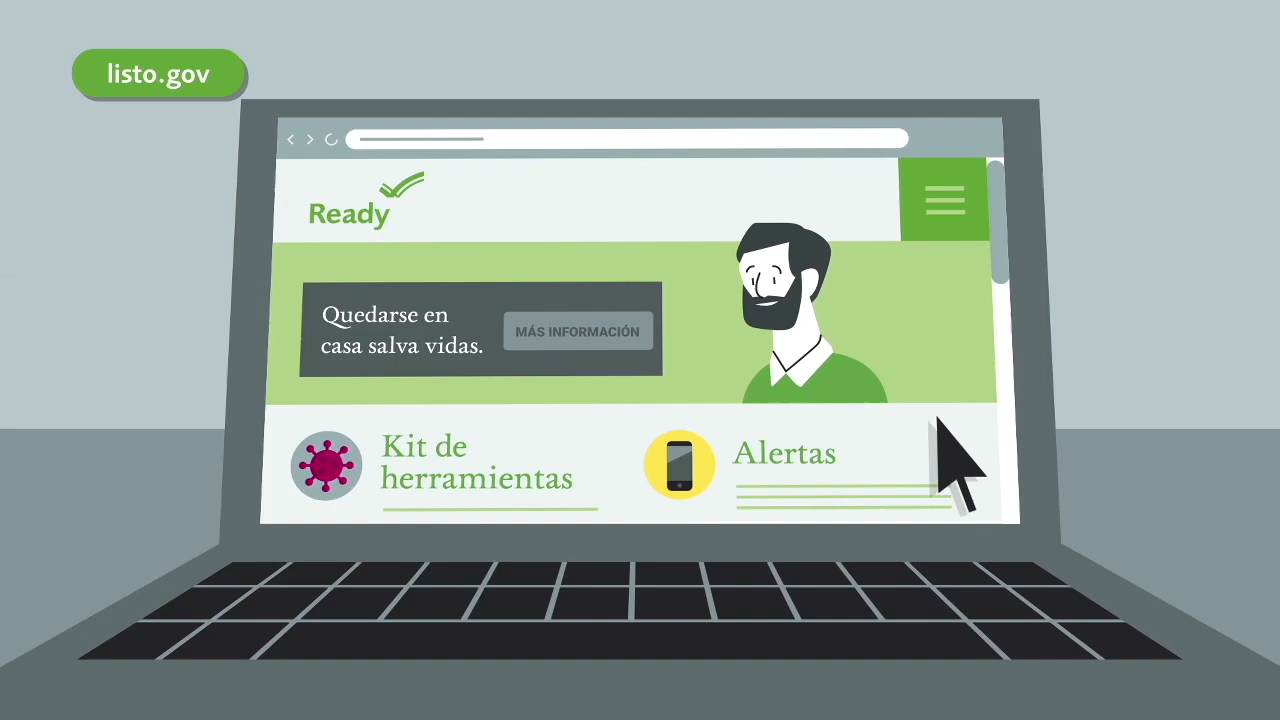 listo.gov
Ready
Quedarse en
casa salva vidas.
MÁS INFORMACIÓN
Kit de
herramientas
Alertas